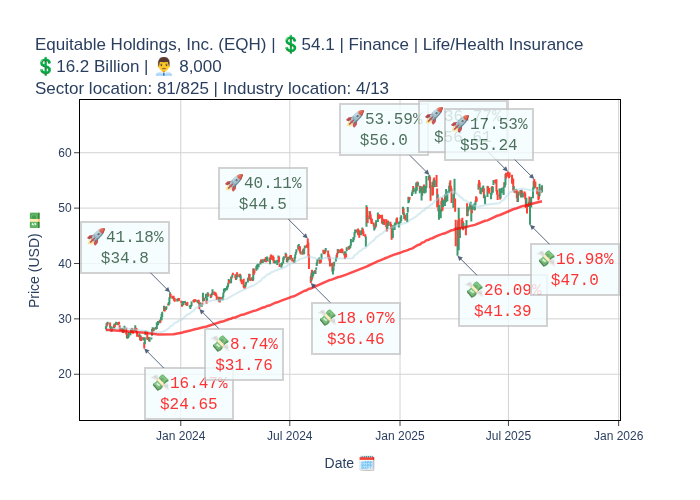 Equitable Holdings, Inc. (EQH) | 💲54.1 | Finance | Life/Health Insurance
💲16.2 Billion | 👨‍💼 8,000
Sector location: 81/825 | Industry location: 4/13
🚀53.59%
$56.0
🚀17.53%
$55.24
🚀40.11%
$44.5
🚀41.18%
$34.8
💸16.98%
$47.0
💸26.09%
$41.39
💸18.07%
$36.46
💸8.74%
$31.76
💸16.47%
$24.65
Price (USD) 💵
60
50
40
30
20
Jan 2024
Jul 2024
Jan 2025
Jul 2025
Jan 2026
Date 🗓️